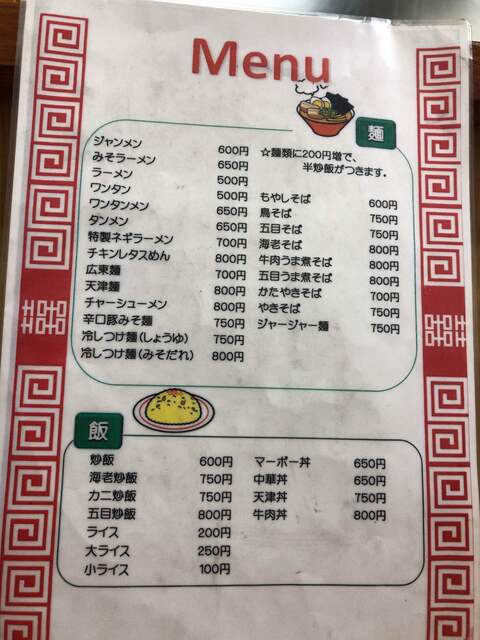 Menu
麺
ジャンメン 600円
みそラーメン 650円
ラーメン 500円
ワンタン 500円
ワンタンメン 650円
タンメン 650円
特製ネギラーメン 700円
チキンレタスめん 800円
広東麺 700円
天津麺 800円
チャーシューメン 800円
辛口豚みそ麺 750円
冷しつけ麺(しょうゆ) 750円
冷しつけ麺(みそだれ) 800円
☆麺類に200円増で、
半炒飯がつきます.
もやしそば 600円
鳥そば 750円
五目そば 750円
海老そば 800円
牛肉うま煮そば 800円
五目うま煮そば 800円
かたやきそば 700円
やきそば 750円
ジャージャー麺 750円
囍
囍
飯
炒飯 600円
海老炒飯 750円
カニ炒飯 750円
五目炒飯 800円
ライス 200円
大ライス 250円
小ライス 100円
マーボー丼 650円
中華丼 650円
天津丼 750円
牛肉丼 800円